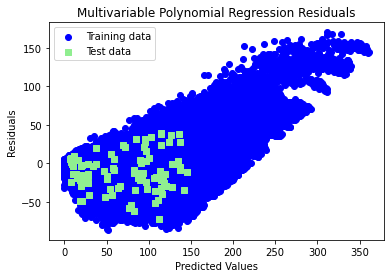 Multivariable Polynomial Regression Residuals
Training data
Test data
150
100
50
0
−50
Residuals
0 50 100 150 200 250 300 350
Predicted Values